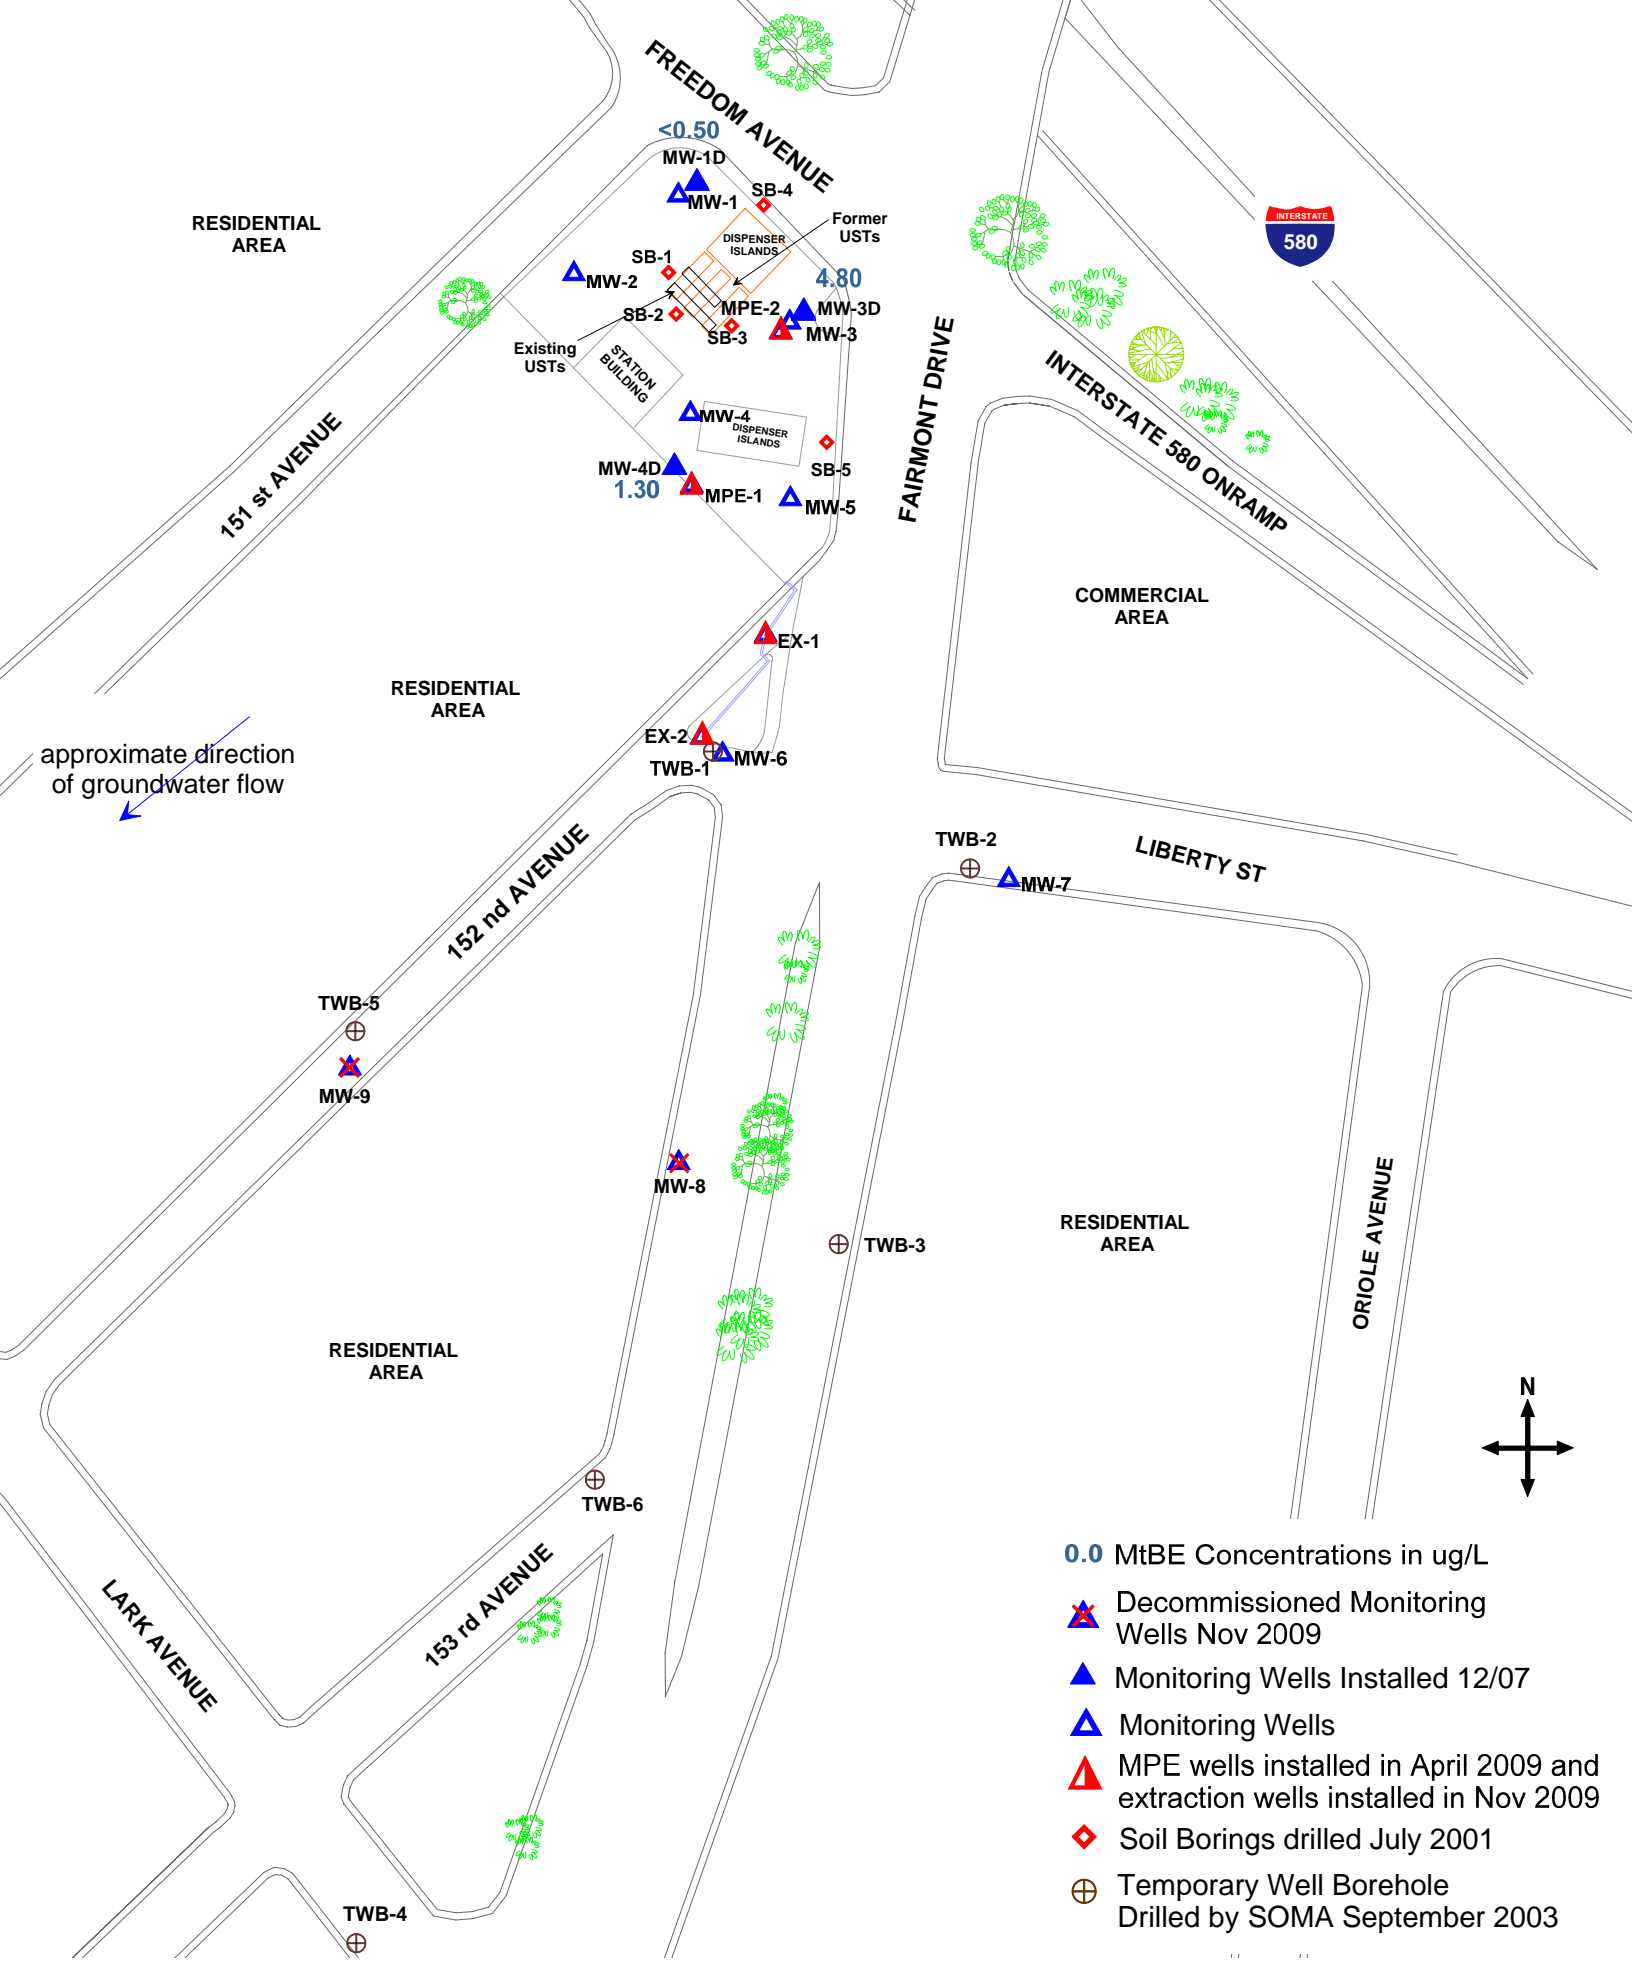 FREEDOM AVENUE
<0.50
MW-1D
MW-1
SB-4
RESIDENTIAL
AREA
Former
USTs
DISPENSER
ISLANDS
INTERSTATE
580
SB-1
MW-2
4.80
SB-2
MPE-2
MW-3D
SB-3
MW-3
Existing
USTs
STATION
BUILDING
FAIRMONT DRIVE
INTERSTATE 580 ONRAMP
MW-4
DISPENSER
ISLANDS
151 st AVENUE
MW-4D
1.30
SB-5
MPE-1
MW-5
COMMERCIAL
AREA
EX-1
RESIDENTIAL
AREA
approximate direction
of groundwater flow
EX-2
TWB-1
MW-6
152 nd AVENUE
TWB-2
MW-7
LIBERTY ST
TWB-5
MW-9
MW-8
TWB-3
RESIDENTIAL
AREA
ORIOLE AVENUE
RESIDENTIAL
AREA
N
TWB-6
153 rd AVENUE
LARK AVENUE
TWB-4
0.0 MtBE Concentrations in ug/L
Decommissioned Monitoring
Wells Nov 2009
Monitoring Wells Installed 12/07
Monitoring Wells
MPE wells installed in April 2009 and
extraction wells installed in Nov 2009
Soil Borings drilled July 2001
Temporary Well Borehole
Drilled by SOMA September 2003